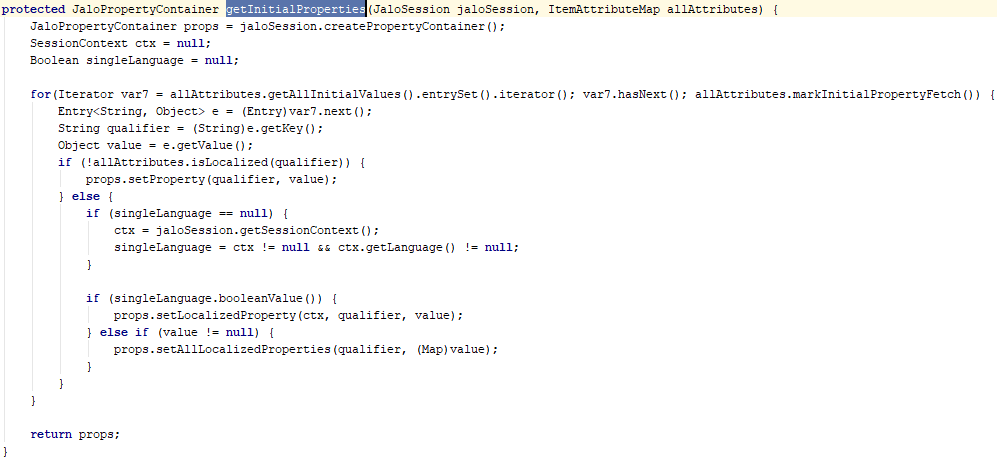 protected JaloPropertyContainer getInitialProperties(JaloSession jaloSession, ItemAttributeMap allAttributes) {
    JaloPropertyContainer props = jaloSession.createPropertyContainer();
    SessionContext ctx = null;
    Boolean singleLanguage = null;

    for(Iterator var7 = allAttributes.getAllInitialValues().entrySet().iterator(); var7.hasNext(); allAttributes.markInitialPropertyFetch()) {
        Entry<String, Object> e = (Entry)var7.next();
        String qualifier = (String)e.getKey();
        Object value = e.getValue();
        if (!allAttributes.isLocalized(qualifier)) {
            props.setProperty(qualifier, value);
        } else {
            if (singleLanguage == null) {
                ctx = jaloSession.getSessionContext();
                singleLanguage = ctx != null && ctx.getLanguage() != null;
            }

            if (singleLanguage.booleanValue()) {
                props.setLocalizedProperty(ctx, qualifier, value);
            } else if (value != null) {
                props.setAllLocalizedProperties(qualifier, (Map)value);
            }
        }
    }

    return props;
}